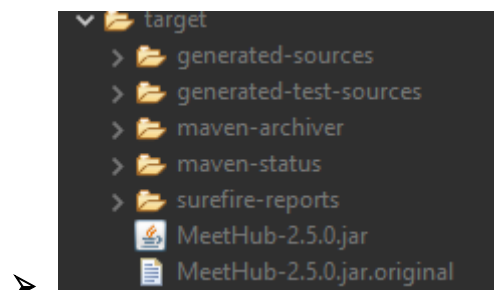 target
generated-sources
generated-test-sources
maven-archiver
maven-status
surefire-reports
MeetHub-2.5.0.jar
MeetHub-2.5.0.jar.original